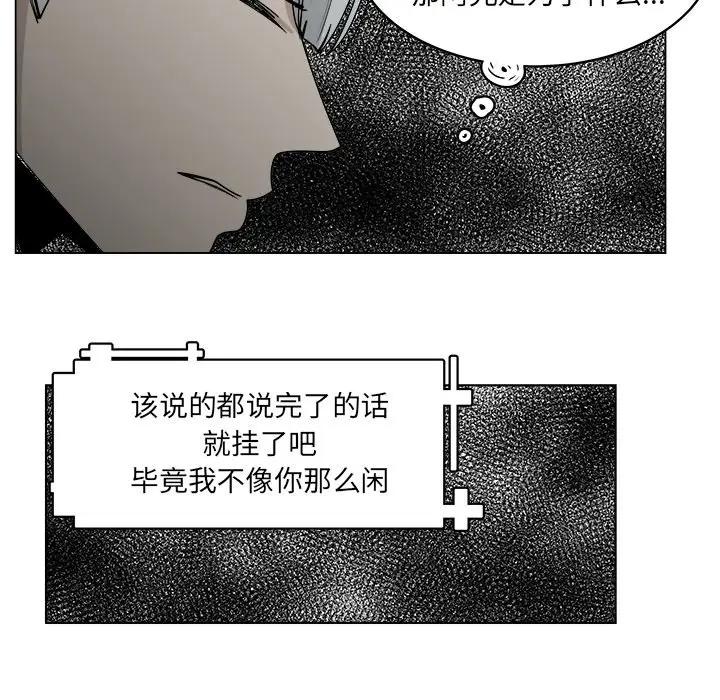 该说的都说完了的话
就挂了吧
毕竟我不像你那么闲